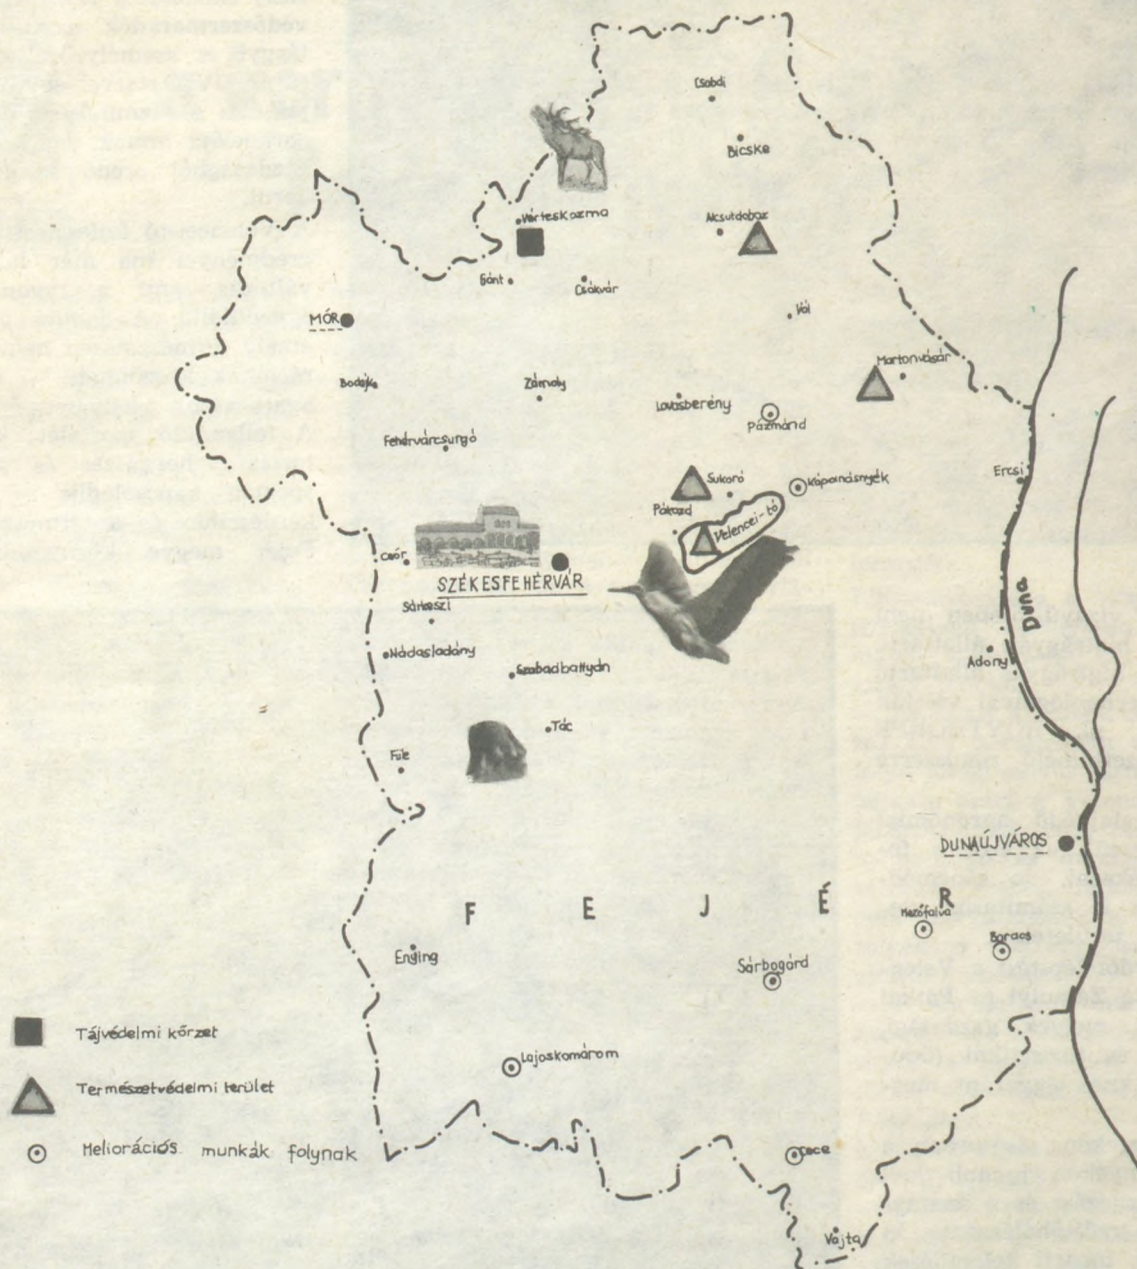 Csabdi
Bicske
Vérteskozma
Alcsutdoboz
Gánt
Csákvár
Vál
MÓR
Martonvásár
Bodajk
Zámoly
Lovasberény
Pázmánd
Fehérvárcsurgó
Ercsi
Sukoró
Kápolnásnyék
Pákozd
Velencei-tó
Csór
SZÉKESFEHÉRVÁR
Duna
Sárkeszi
Nádasladány
Szabadbattyán
Adony
Tác
Füle
DUNAÚJVÁROS
F E J É R
Mezőfalva
Baracs
Enying
Sárbogárd
Tájvédelmi körzet
Lajoskomárom
Természetvédelmi terület
Meliorációs munkák folynak
Cece
Vajta